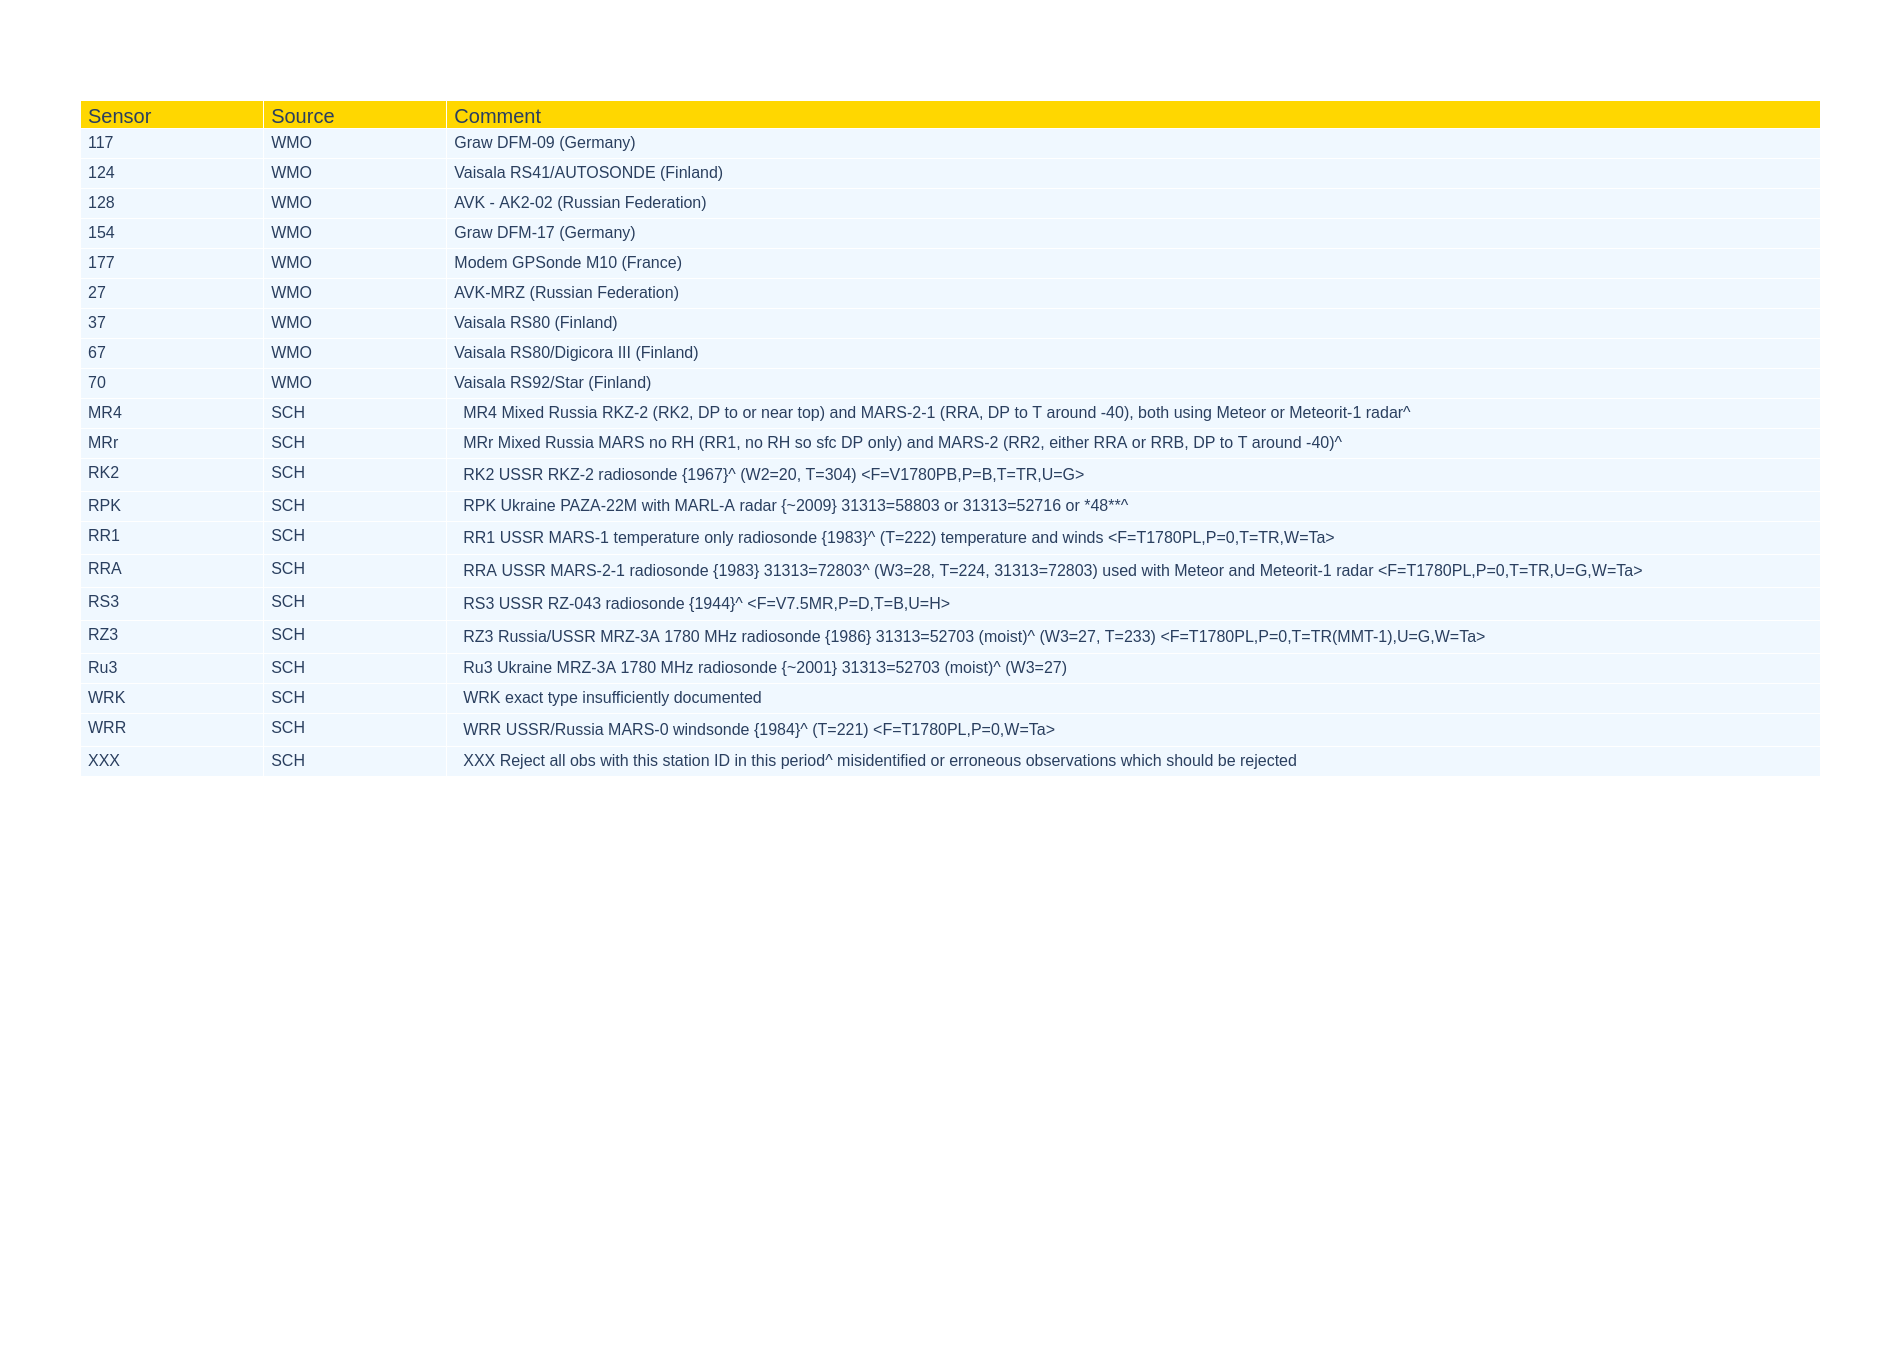 Sensor Source Comment
117 WMO Graw DFM-09 (Germany)
124 WMO Vaisala RS41/AUTOSONDE (Finland)
128 WMO AVK - AK2-02 (Russian Federation)
154 WMO Graw DFM-17 (Germany)
177 WMO Modem GPSonde M10 (France)
27 WMO AVK-MRZ (Russian Federation)
37 WMO Vaisala RS80 (Finland)
67 WMO Vaisala RS80/Digicora III (Finland)
70 WMO Vaisala RS92/Star (Finland)
MR4 SCH MR4 Mixed Russia RKZ-2 (RK2, DP to or near top) and MARS-2-1 (RRA, DP to T around -40), both using Meteor or Meteorit-1 radar^
MRr SCH MRr Mixed Russia MARS no RH (RR1, no RH so sfc DP only) and MARS-2 (RR2, either RRA or RRB, DP to T around -40)^
RK2 SCH RK2 USSR RKZ-2 radiosonde {1967}^ (W2=20, T=304) <F=V1780PB,P=B,T=TR,U=G>
RPK SCH RPK Ukraine PAZA-22M with MARL-A radar {~2009} 31313=58803 or 31313=52716 or *48**^
RR1 SCH RR1 USSR MARS-1 temperature only radiosonde {1983}^ (T=222) temperature and winds <F=T1780PL,P=0,T=TR,W=Ta>
RRA SCH RRA USSR MARS-2-1 radiosonde {1983} 31313=72803^ (W3=28, T=224, 31313=72803) used with Meteor and Meteorit-1 radar <F=T1780PL,P=0,T=TR,U=G,W=Ta>
RS3 SCH RS3 USSR RZ-043 radiosonde {1944}^ <F=V7.5MR,P=D,T=B,U=H>
RZ3 SCH RZ3 Russia/USSR MRZ-3A 1780 MHz radiosonde {1986} 31313=52703 (moist)^ (W3=27, T=233) <F=T1780PL,P=0,T=TR(MMT-1),U=G,W=Ta>
Ru3 SCH Ru3 Ukraine MRZ-3A 1780 MHz radiosonde {~2001} 31313=52703 (moist)^ (W3=27)
WRK SCH WRK exact type insufficiently documented
WRR SCH WRR USSR/Russia MARS-0 windsonde {1984}^ (T=221) <F=T1780PL,P=0,W=Ta>
XXX SCH XXX Reject all obs with this station ID in this period^ misidentified or erroneous observations which should be rejected